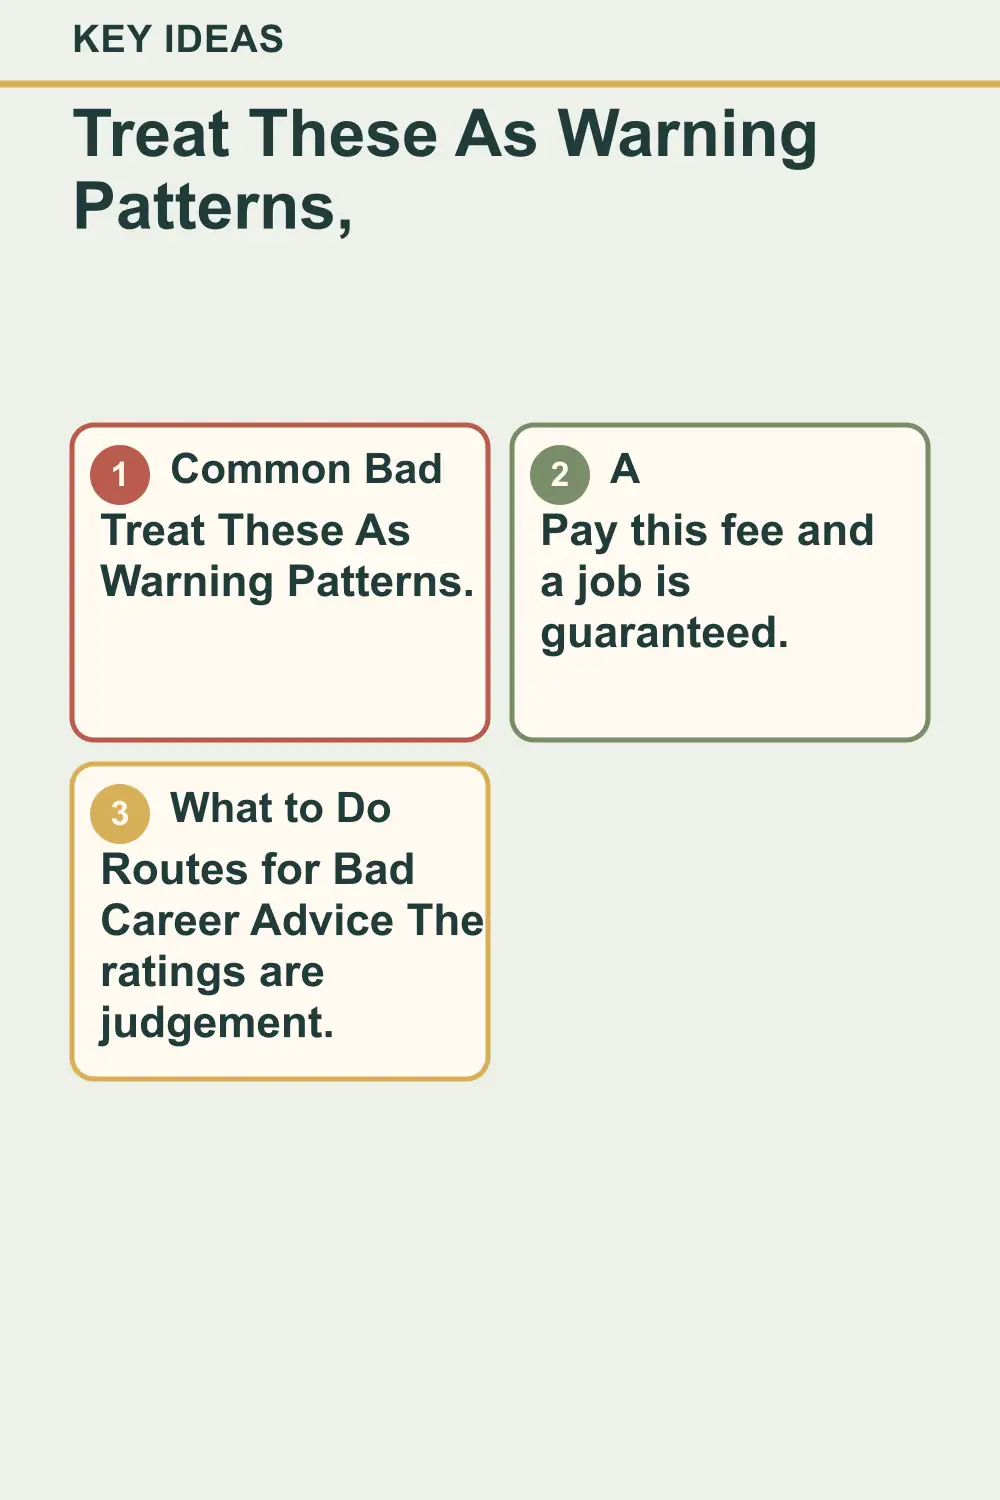 KEY IDEAS
Treat These As Warning
Patterns,
1 Common Bad
Treat These As
Warning Patterns.
2 A
Pay this fee and
a job is
guaranteed.
3 What to Do
Routes for Bad
Career Advice The
ratings are
judgement.